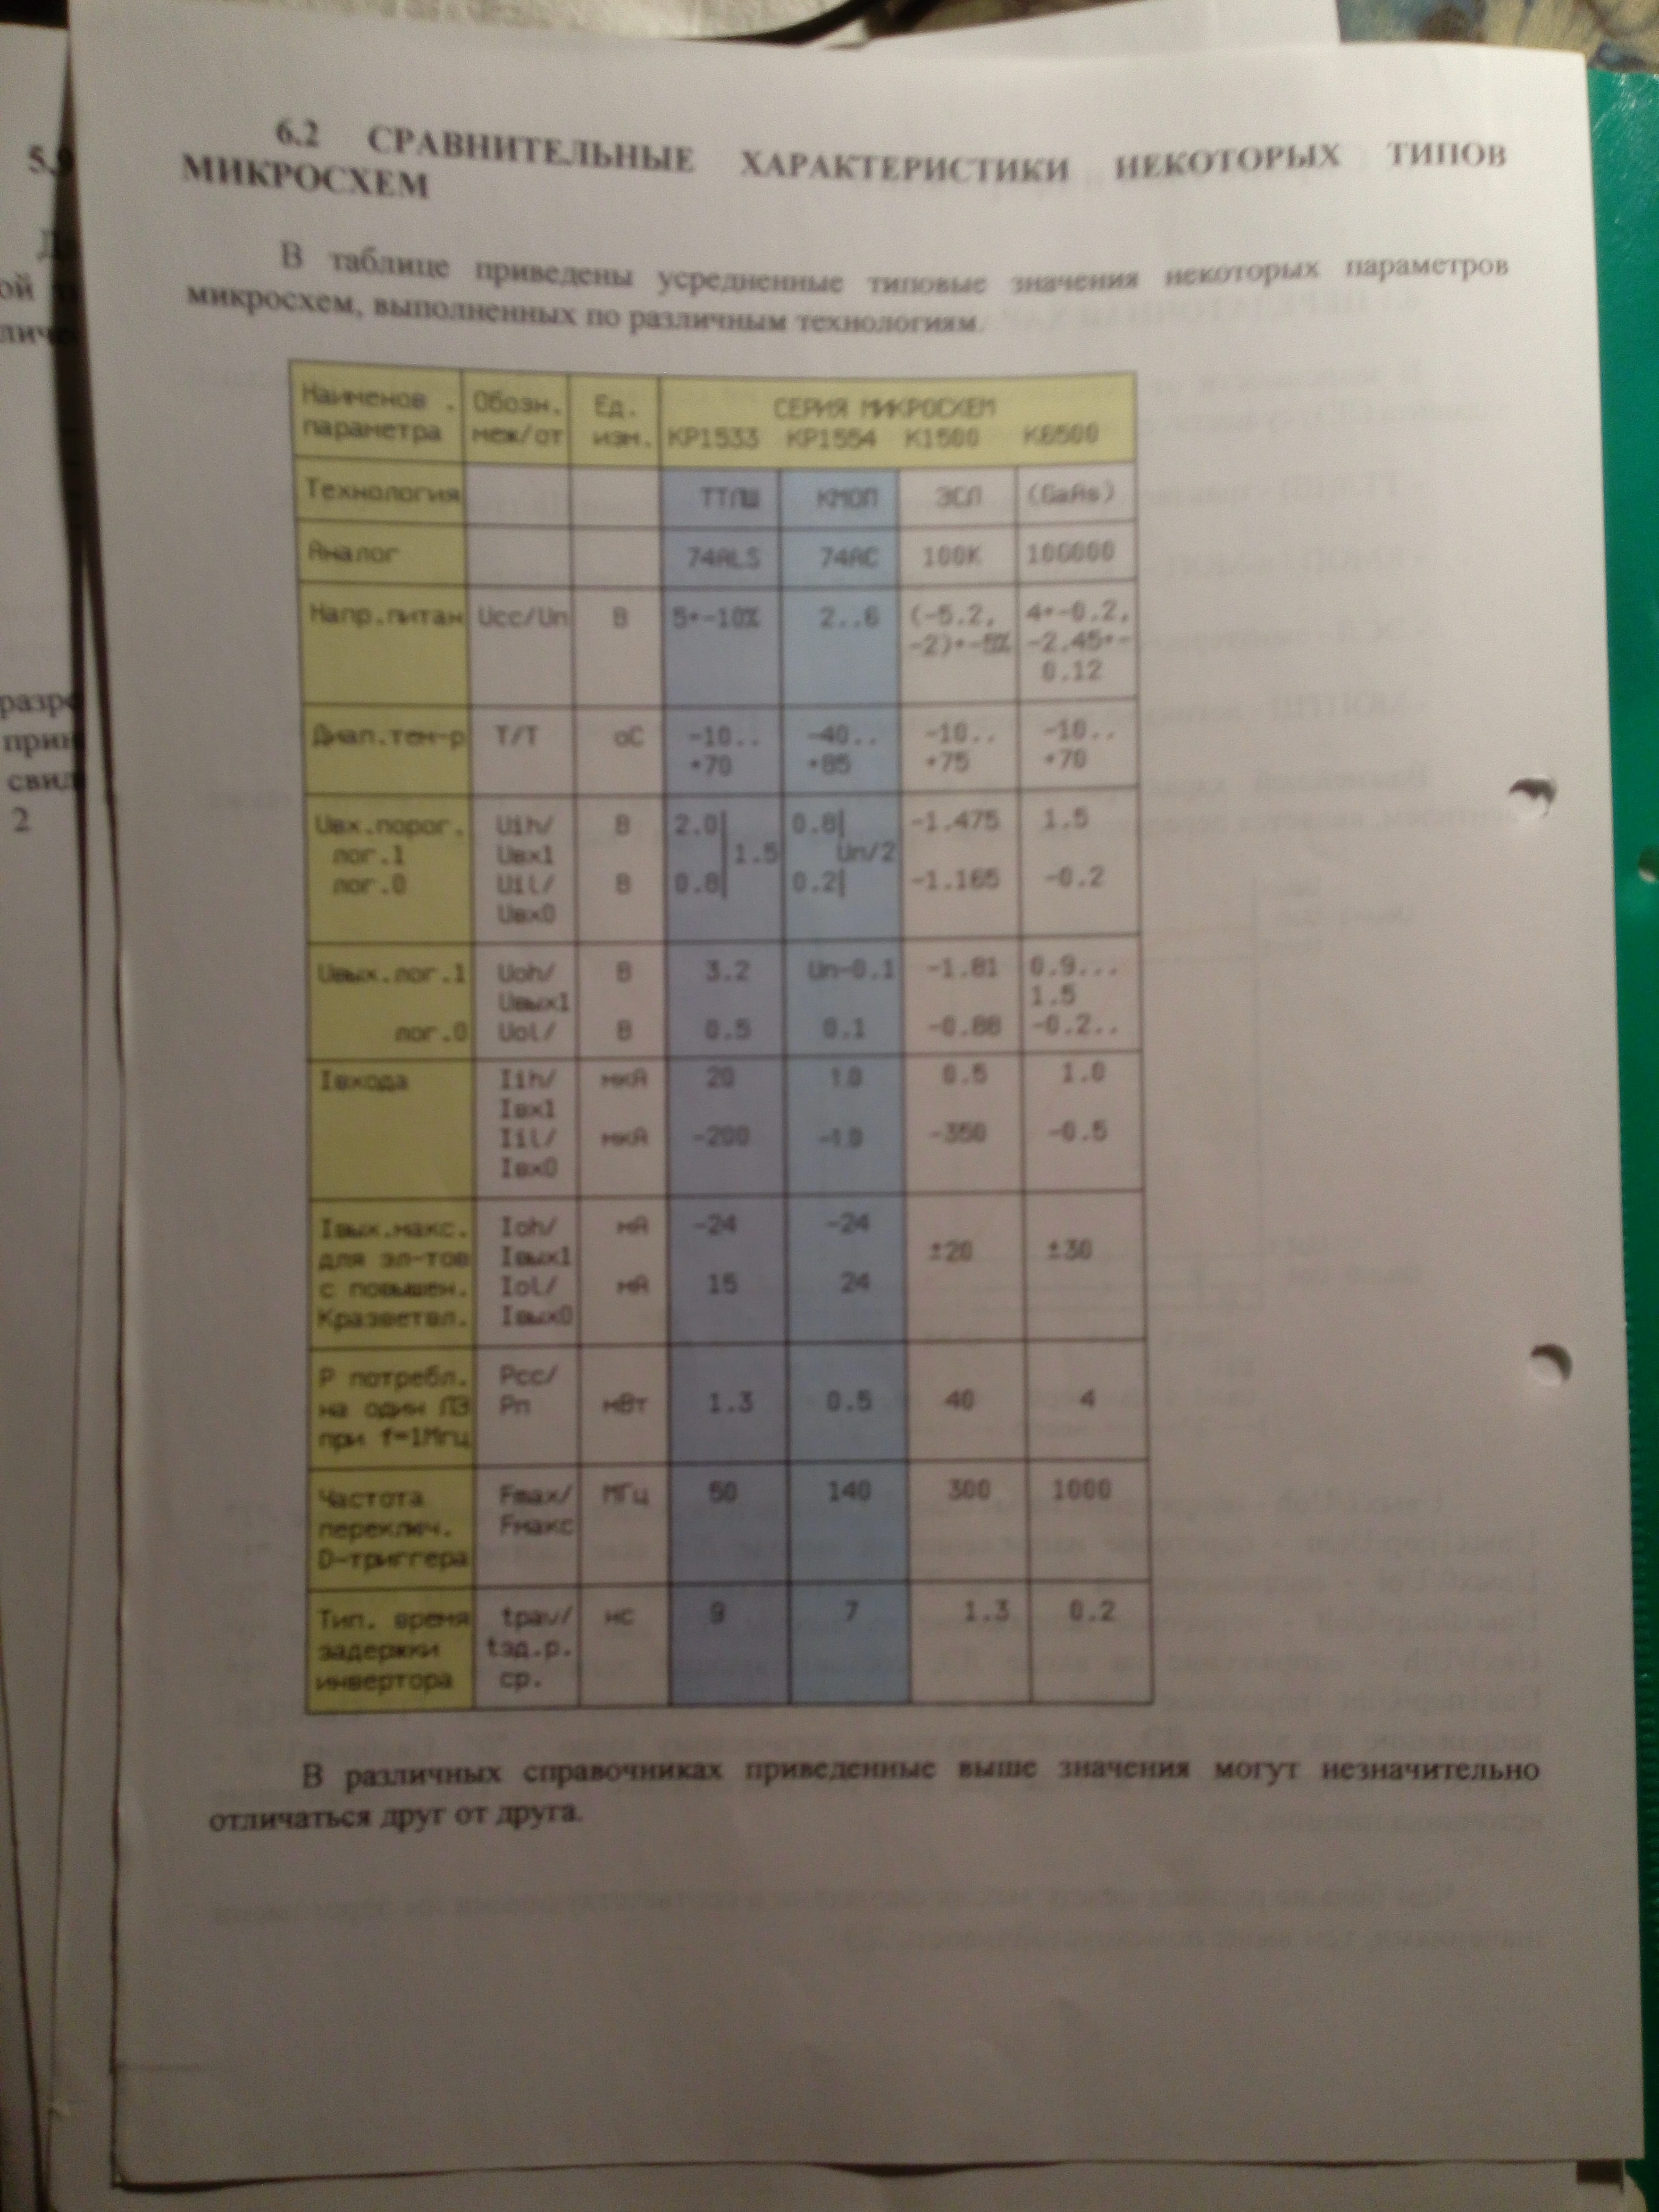 6.2 СРАВНИТЕЛЬНЫЕ ХАРАКТЕРИСТИКИ НЕКОТОРЫХ ТИПОВ
МИКРОСХЕМ
В таблице приведены усредненные типовые значения некоторых параметров
микросхем, выполненных по различным технологиям.
Наименов. Обозн. Ед. СЕРИЯ МИКРОСХЕМ
параметра меж/от изм. КР1533 КР1554 К1500 К6500
Технология ТТЛШ КМОП ЭСЛ (GaAs)
Аналог 74ALS 74AC 100K 10G000
Напр.питан Ucc/Uп В 5+-10% 2..6 (-5.2, 4+-0.2,
-2)+-5% -2.45+-
0.12
Диап.тем-р Т/Т оС -10.. -40.. -10.. -10..
+70 +85 +75 +70
Uвх.порог. Uih/ В 2.0| 0.8| -1.475 1.5
лог.1 Uвх1 1.5 Uп/2
лог.0 Uil/ В 0.8| 0.2| -1.165 -0.2
Uвх0
Uвых.лог.1 Uoh/ В 3.2 Uп-0.1 -1.81 0.9...
Uвых1 1.5
лог.0 Uol/ В 0.5 0.1 -0.88 -0.2..
Iвхода Iih/ мкА 20 1.0 0.5 1.0
Iвх1
Iil/ мкА -200 -1.0 -350 -0.5
Iвх0
Iвых.макс. Ioh/ мА -24 -24
для эл-тов Iвых1 ±20 ±30
с повышен. Iol/ мА 15 24
Кразветвл. Iвых0
Р потребл. Pcc/
на один ЛЭ Рп мВт 1.3 0.5 40 4
при f=1Мгц
Частота Fmax/ МГц 50 140 300 1000
переключ. Fмакс
D-триггера
Тип. время tpav/ нс 7 1.3 0.2
задержки tзд.р.
инвертора ср.
В различных справочниках приведенные выше значения могут незначительно
отличаться друг от друга.
разре
прин
свид
2